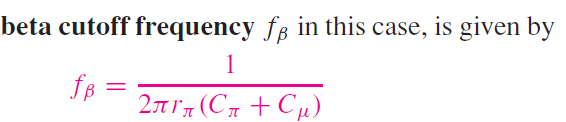 beta cutoff frequency fβ in this case, is given by
fβ = 1 / 2πrπ(Cπ + Cμ)